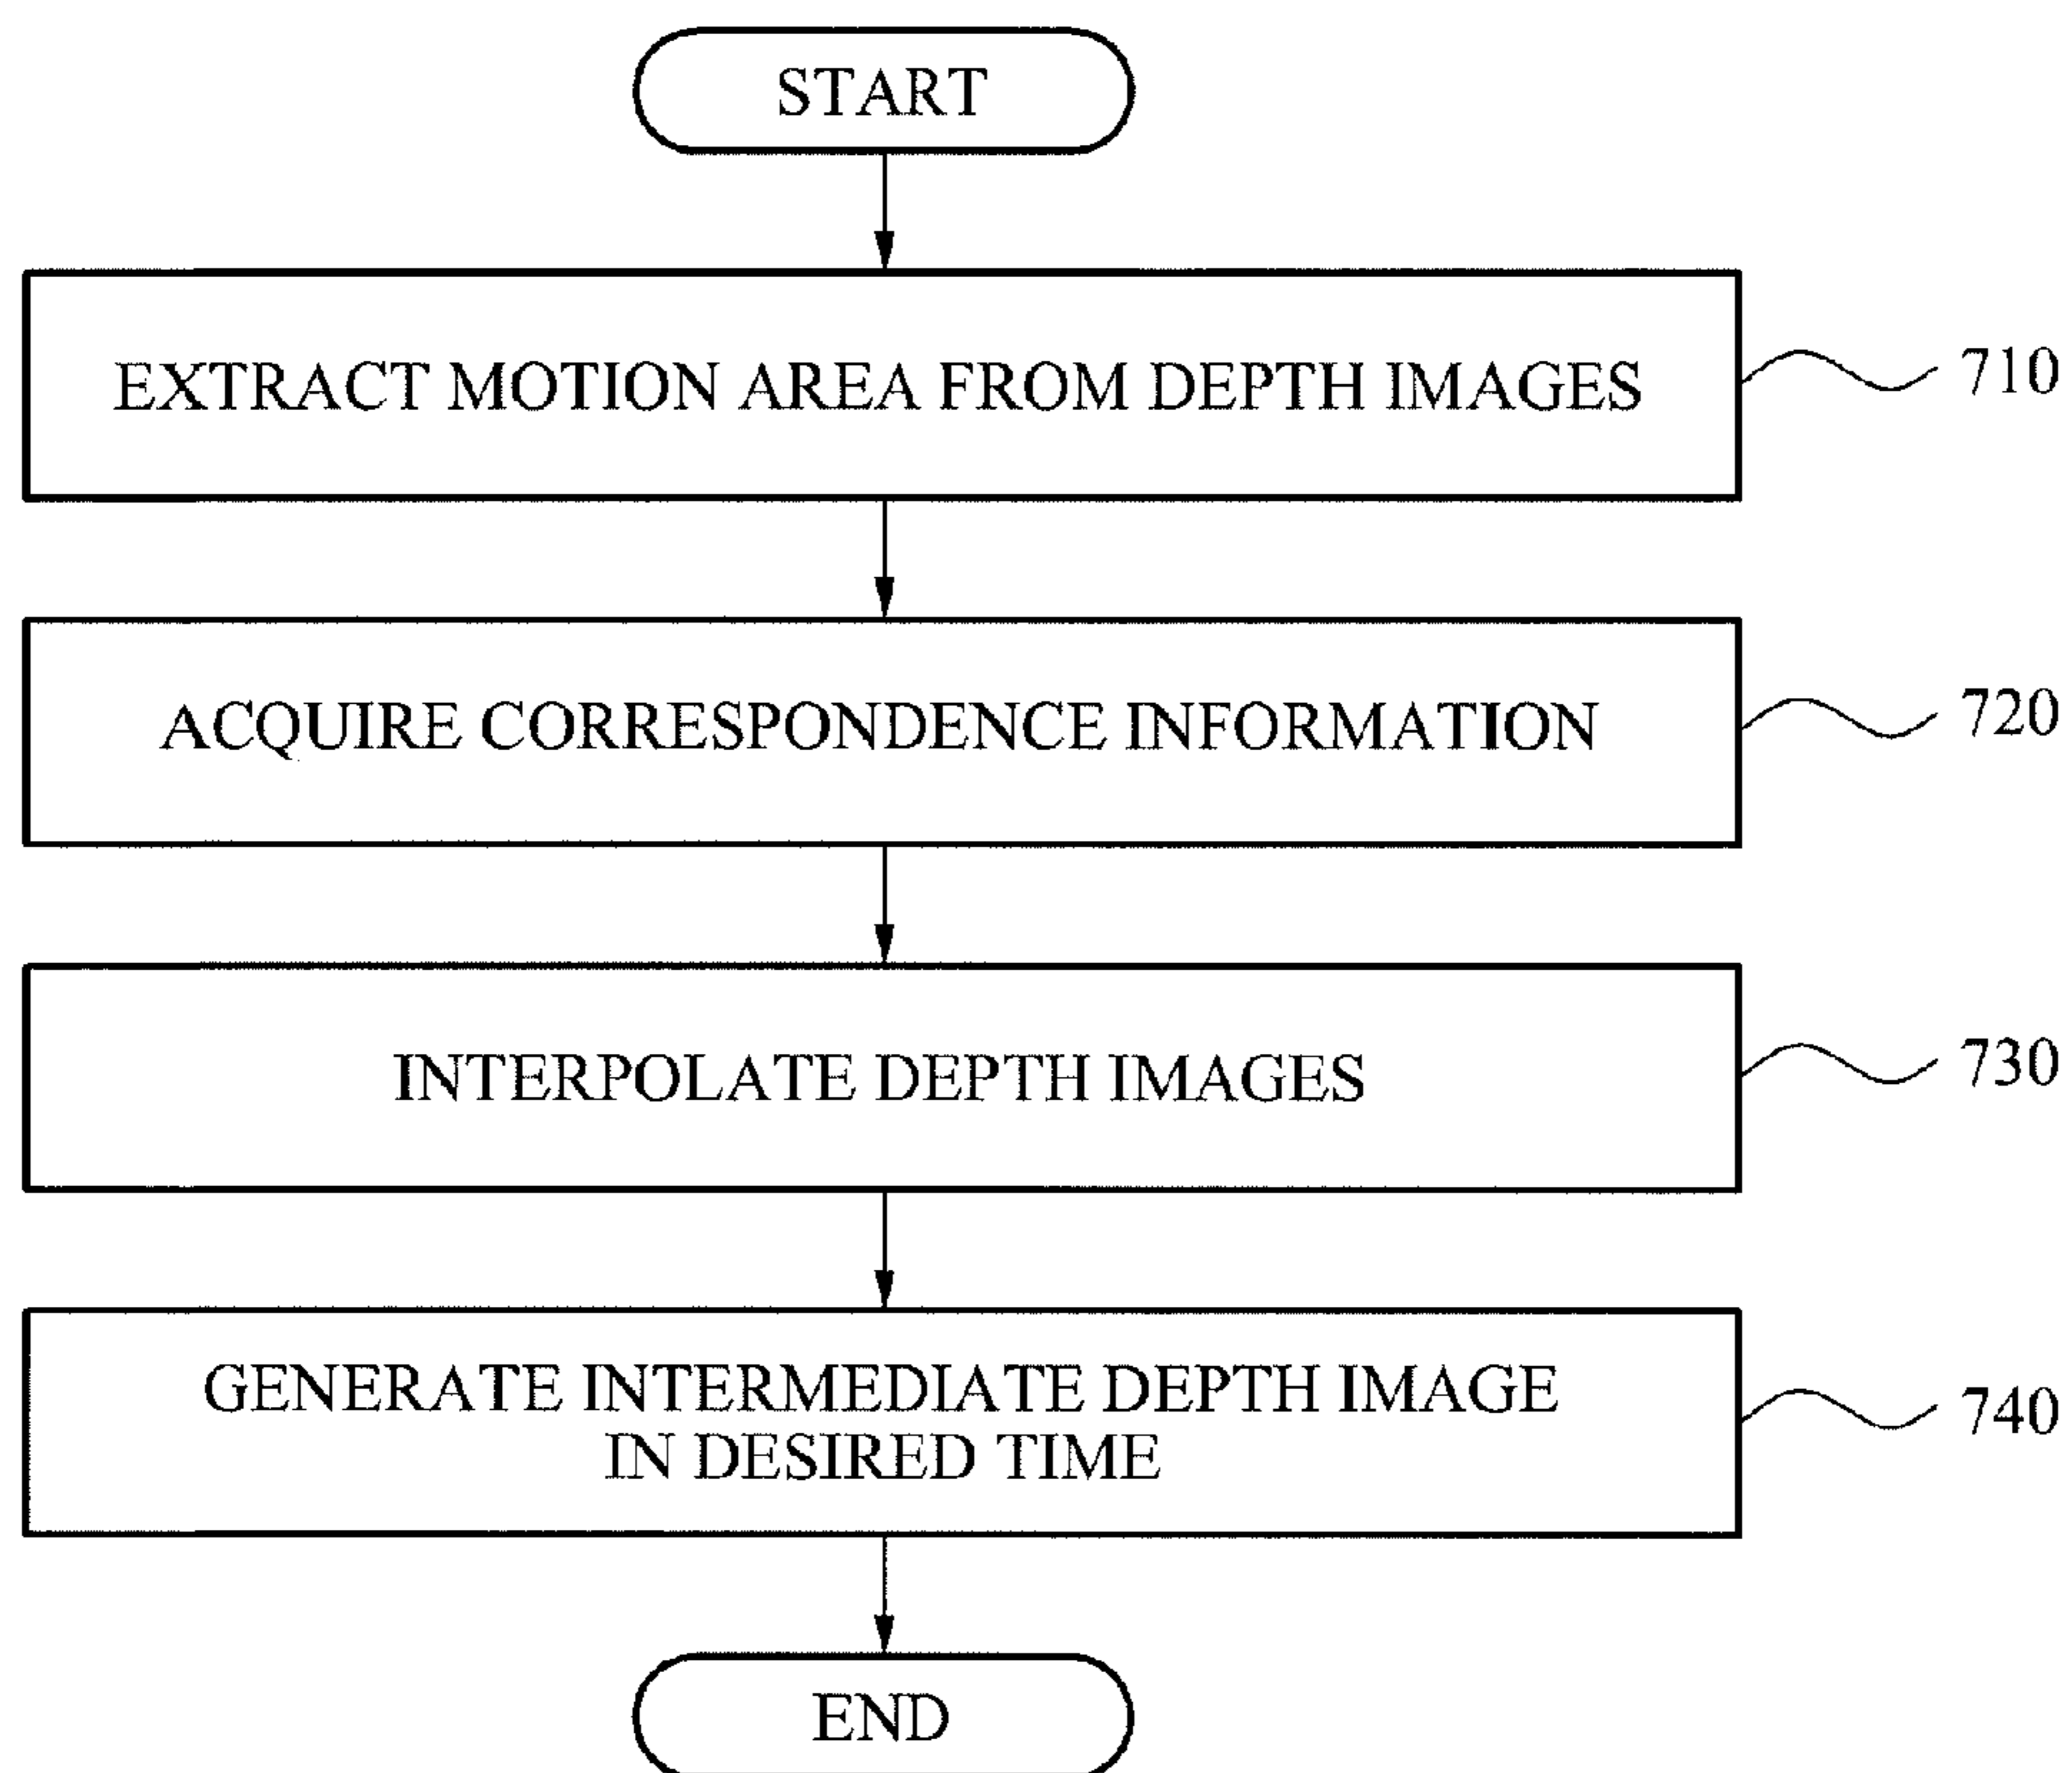 START
EXTRACT MOTION AREA FROM DEPTH IMAGES
710
ACQUIRE CORRESPONDENCE INFORMATION
720
INTERPOLATE DEPTH IMAGES
730
GENERATE INTERMEDIATE DEPTH IMAGE
IN DESIRED TIME
740
END